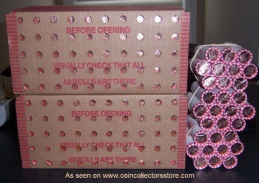 BEFORE OPENING
VISUALLY CHECK THAT ALL
50 ROLLS ARE THERE.
BEFORE OPENING
VISUALLY CHECK THAT ALL
50 ROLLS ARE THERE.
As seen on www.coincollectorsstore.com